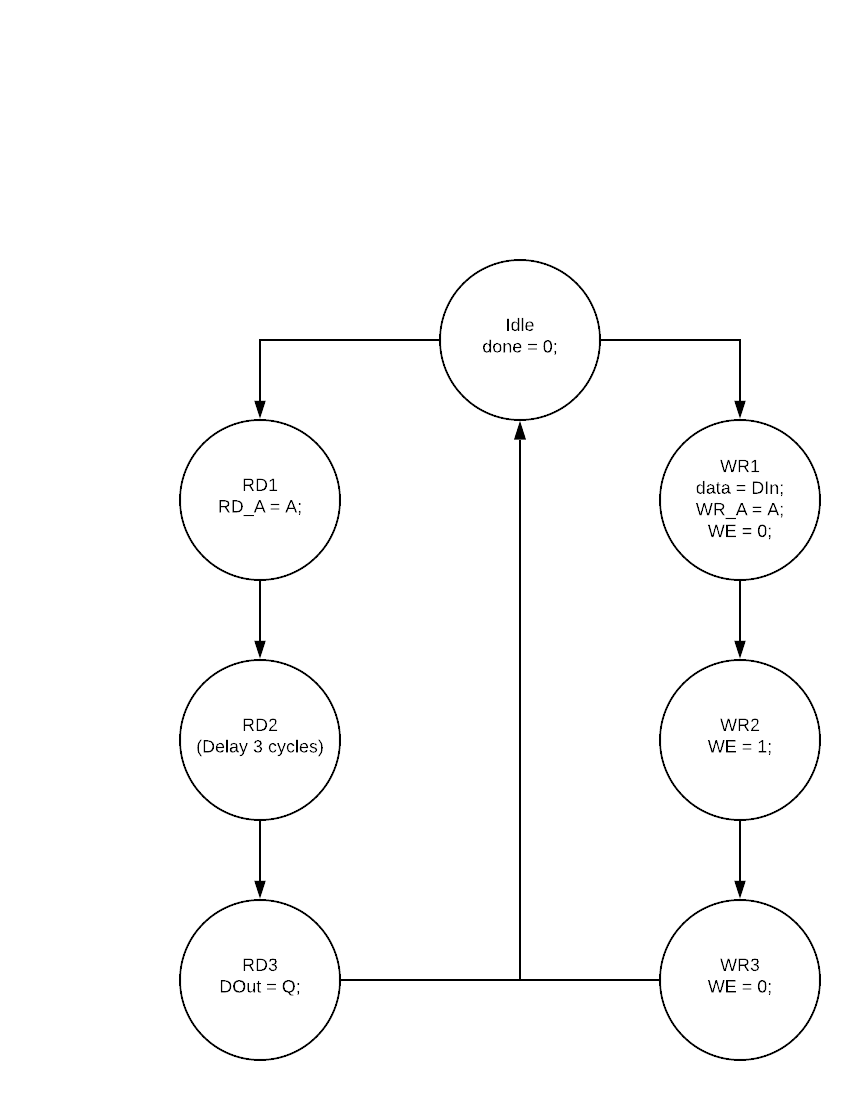 Idle
done = 0;
RD1
RD_A = A;
WR1
data = DIn;
WR_A = A;
WE = 0;
RD2
(Delay 3 cycles)
WR2
WE = 1;
RD3
DOut = Q;
WR3
WE = 0;